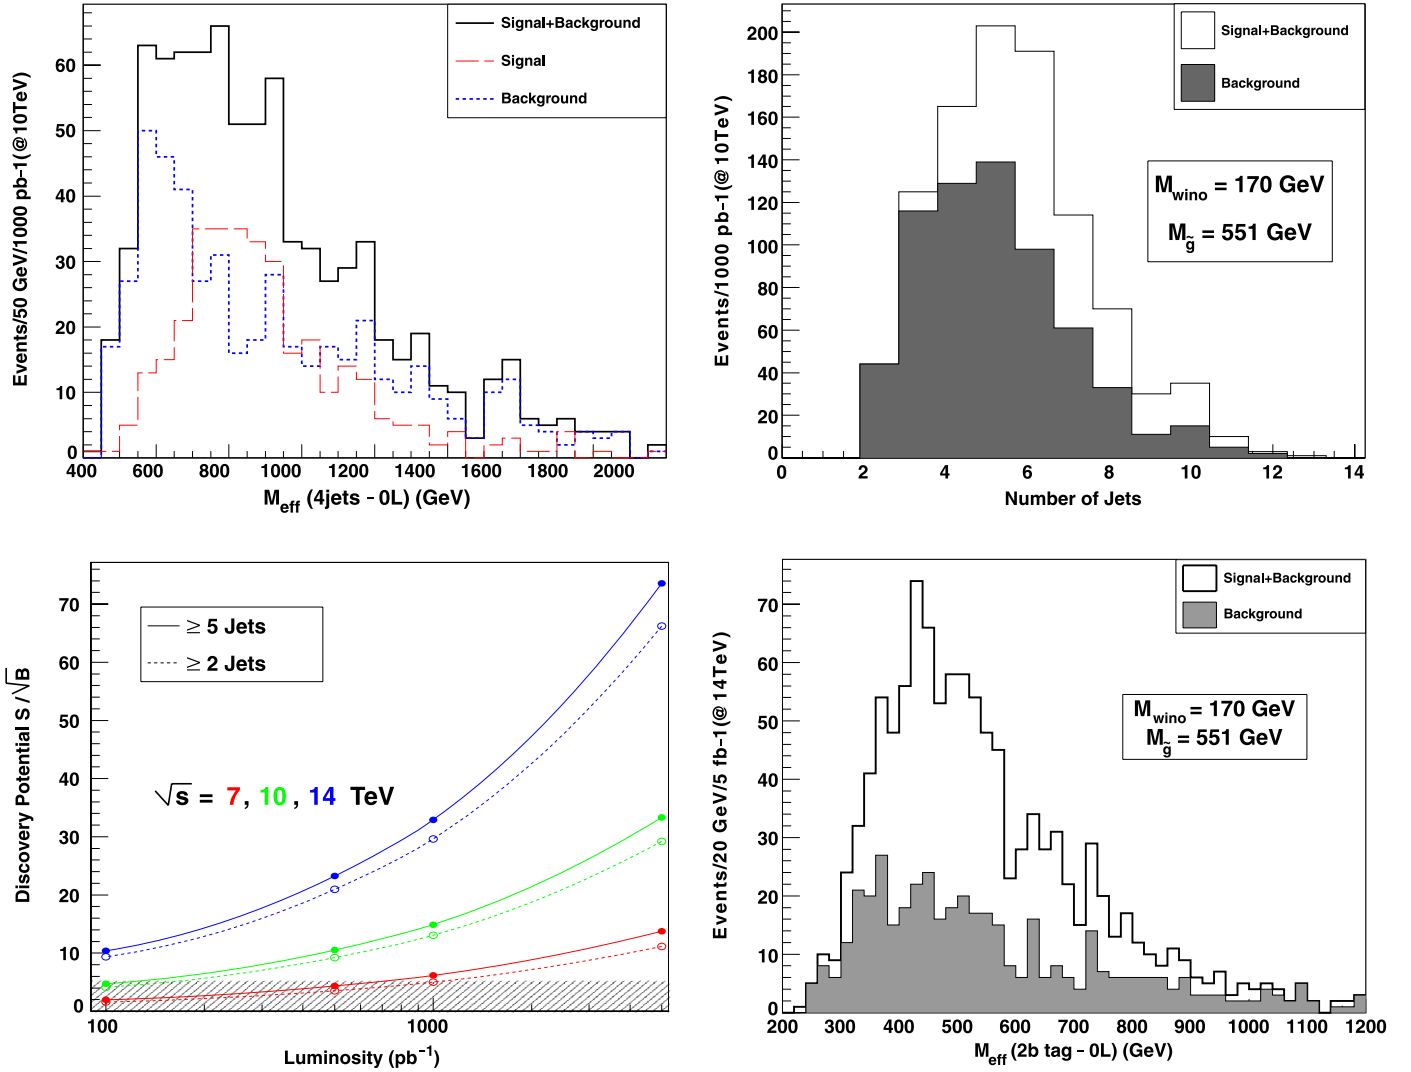 Signal+Background
Signal
Background
Events/50 GeV/1000 pb-1(@10TeV)
60
50
40
30
20
10
0
400 600 800 1000 1200 1400 1600 1800 2000
M_eff (4jets - 0L) (GeV)
Signal+Background
Background
M_wino = 170 GeV
M_g̃ = 551 GeV
Events/1000 pb-1(@10TeV)
200
180
160
140
120
100
80
60
40
20
0
0 2 4 6 8 10 12 14
Number of Jets
≥ 5 Jets
≥ 2 Jets
√s = 7, 10, 14 TeV
Discovery Potential S/√B
70
60
50
40
30
20
10
0
100 1000
Luminosity (pb⁻¹)
Signal+Background
Background
M_wino = 170 GeV
M_g̃ = 551 GeV
Events/20 GeV/5 fb-1(@14TeV)
70
60
50
40
30
20
10
0
200 300 400 500 600 700 800 900 1000 1100 1200
M_eff (2b tag - 0L) (GeV)